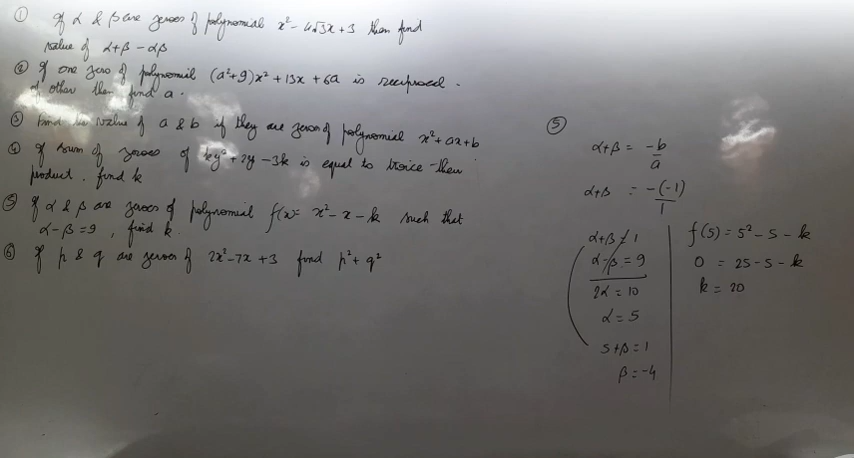 ① If α & β are zeroes of polynomial x² - 4√3x + 3 then find
value of α+β - αβ
② If one zero of polynomial (a²+9)x² + 13x + 6a is reciprocal
of other then find a.
③ Find the value of a & b if they are zeroes of polynomial x² + ax + b
④ If sum of zeroes of ky² + 2y - 3k is equal to twice their
product. find k
⑤ If α & β are zeroes of polynomial f(x) = x² - x - k such that
α - β = 9, find k.
⑥ If p & q are zeroes of 2x² - 7x + 3 find p² + q²
⑤
α+β = -b/a
α+β = -(-1)/1
α+β = 1
α-β = 9
2α = 10
α = 5
5+β = 1
β = -4
f(5) = 5² - 5 - k
0 = 25 - 5 - k
k = 20